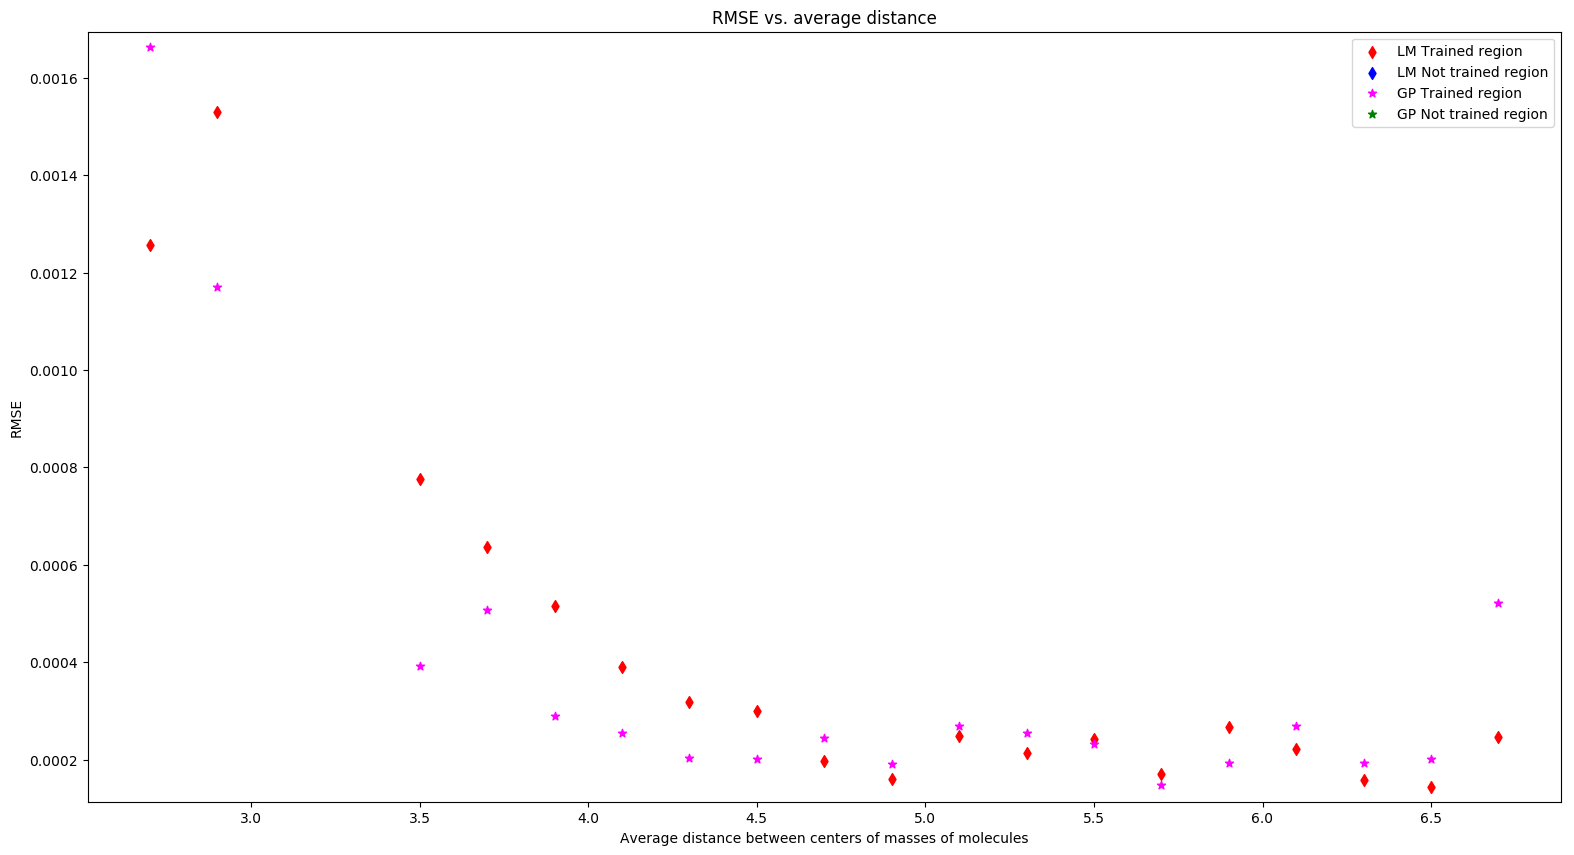 RMSE vs. average distance
LM Trained region
LM Not trained region
GP Trained region
GP Not trained region
0.0016
0.0014
0.0012
0.0010
0.0008
0.0006
0.0004
0.0002
RMSE
3.0
3.5
4.0
4.5
5.0
5.5
6.0
6.5
Average distance between centers of masses of molecules